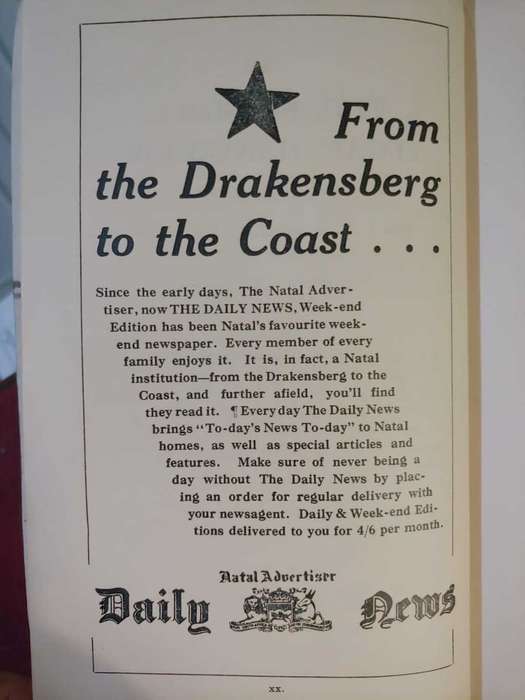 From
the Drakensberg
to the Coast . . .
Since the early days, The Natal Adver-
tiser, now THE DAILY NEWS, Week-end
Edition has been Natal's favourite week-
end newspaper. Every member of every
family enjoys it. It is, in fact, a Natal
institution—from the Drakensberg to the
Coast, and further afield, you'll find
they read it. ¶ Every day The Daily News
brings "To-day's News To-day" to Natal
homes, as well as special articles and
features. Make sure of never being a
day without The Daily News by plac-
ing an order for regular delivery with
your newsagent. Daily & Week-end Edi-
tions delivered to you for 4/6 per month.
Natal Advertiser
Daily News
xx.